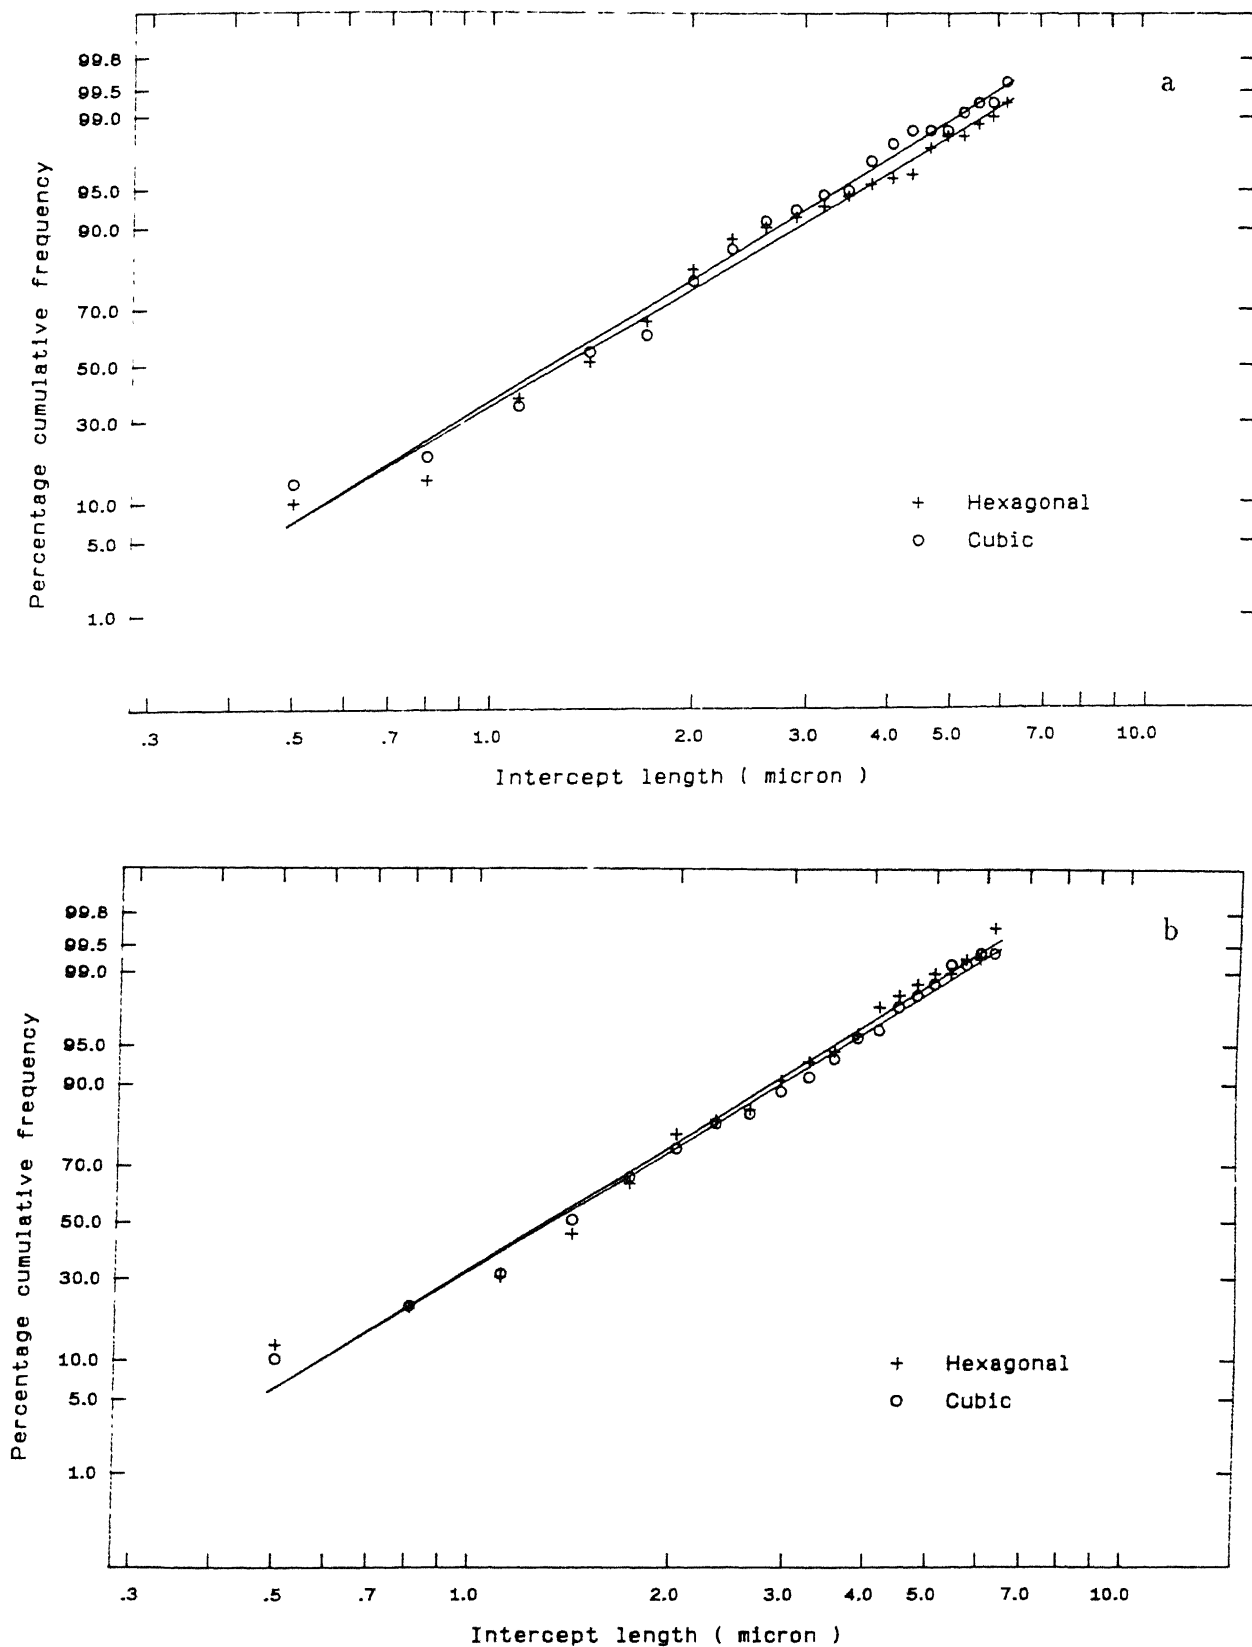 a
99.8
99.5
99.0
95.0
90.0
70.0
50.0
30.0
10.0
5.0
1.0
Percentage cumulative frequency
+ Hexagonal
o Cubic
.3 .5 .7 1.0 2.0 3.0 4.0 5.0 7.0 10.0
Intercept length ( micron )
b
99.8
99.5
99.0
95.0
90.0
70.0
50.0
30.0
10.0
5.0
1.0
Percentage cumulative frequency
+ Hexagonal
o Cubic
.3 .5 .7 1.0 2.0 3.0 4.0 5.0 7.0 10.0
Intercept length ( micron )